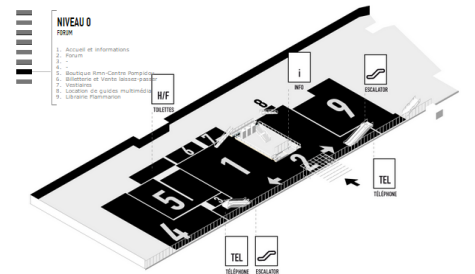 NIVEAU 0
FORUM
1. Accueil et informations
2. Forum
3. -
4. -
5. Boutique Rmn-Centre Pompidou
6. Billetterie et Vente laissez-passer
7. Vestiaires
8. Location de guides multimédia
9. Librairie Flammarion
H/F
TOILETTES
i
INFO
ESCALATOR
8
9
6
7
1
2
5
3
4
TEL
TÉLÉPHONE
TEL
TÉLÉPHONE
ESCALATOR